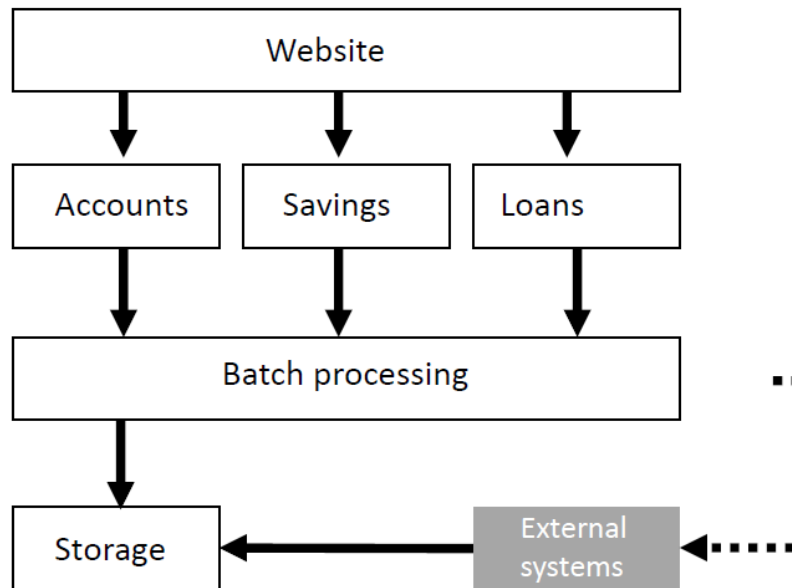 Website
Accounts
Savings
Loans
Batch processing
Storage
External
systems